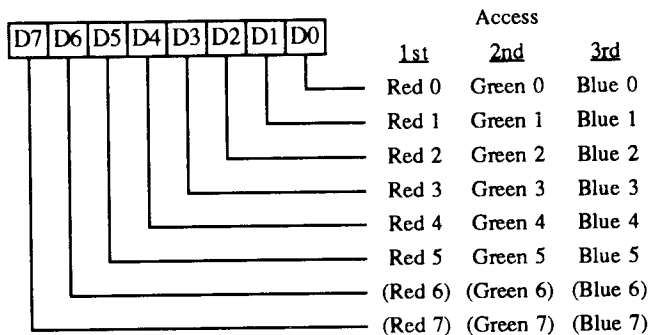 Access
D7 D6 D5 D4 D3 D2 D1 D0
1st 2nd 3rd
Red 0 Green 0 Blue 0
Red 1 Green 1 Blue 1
Red 2 Green 2 Blue 2
Red 3 Green 3 Blue 3
Red 4 Green 4 Blue 4
Red 5 Green 5 Blue 5
(Red 6) (Green 6) (Blue 6)
(Red 7) (Green 7) (Blue 7)